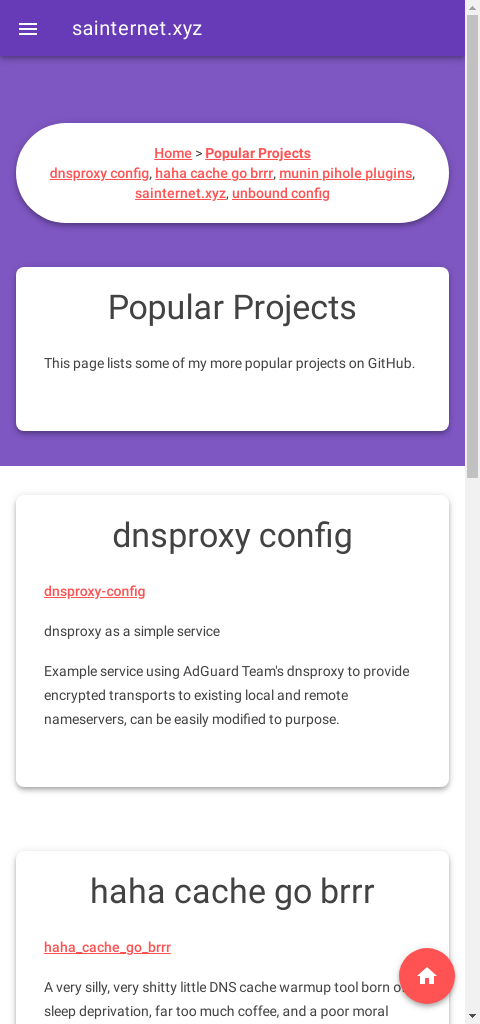 sainternet.xyz
Home > Popular Projects
dnsproxy config, haha cache go brrr, munin pihole plugins,
sainternet.xyz, unbound config
Popular Projects
This page lists some of my more popular projects on GitHub.
dnsproxy config
dnsproxy-config
dnsproxy as a simple service
Example service using AdGuard Team's dnsproxy to provide
encrypted transports to existing local and remote
nameservers, can be easily modified to purpose.
haha cache go brrr
haha_cache_go_brrr
A very silly, very shitty little DNS cache warmup tool born
sleep deprivation, far too much coffee, and a poor moral